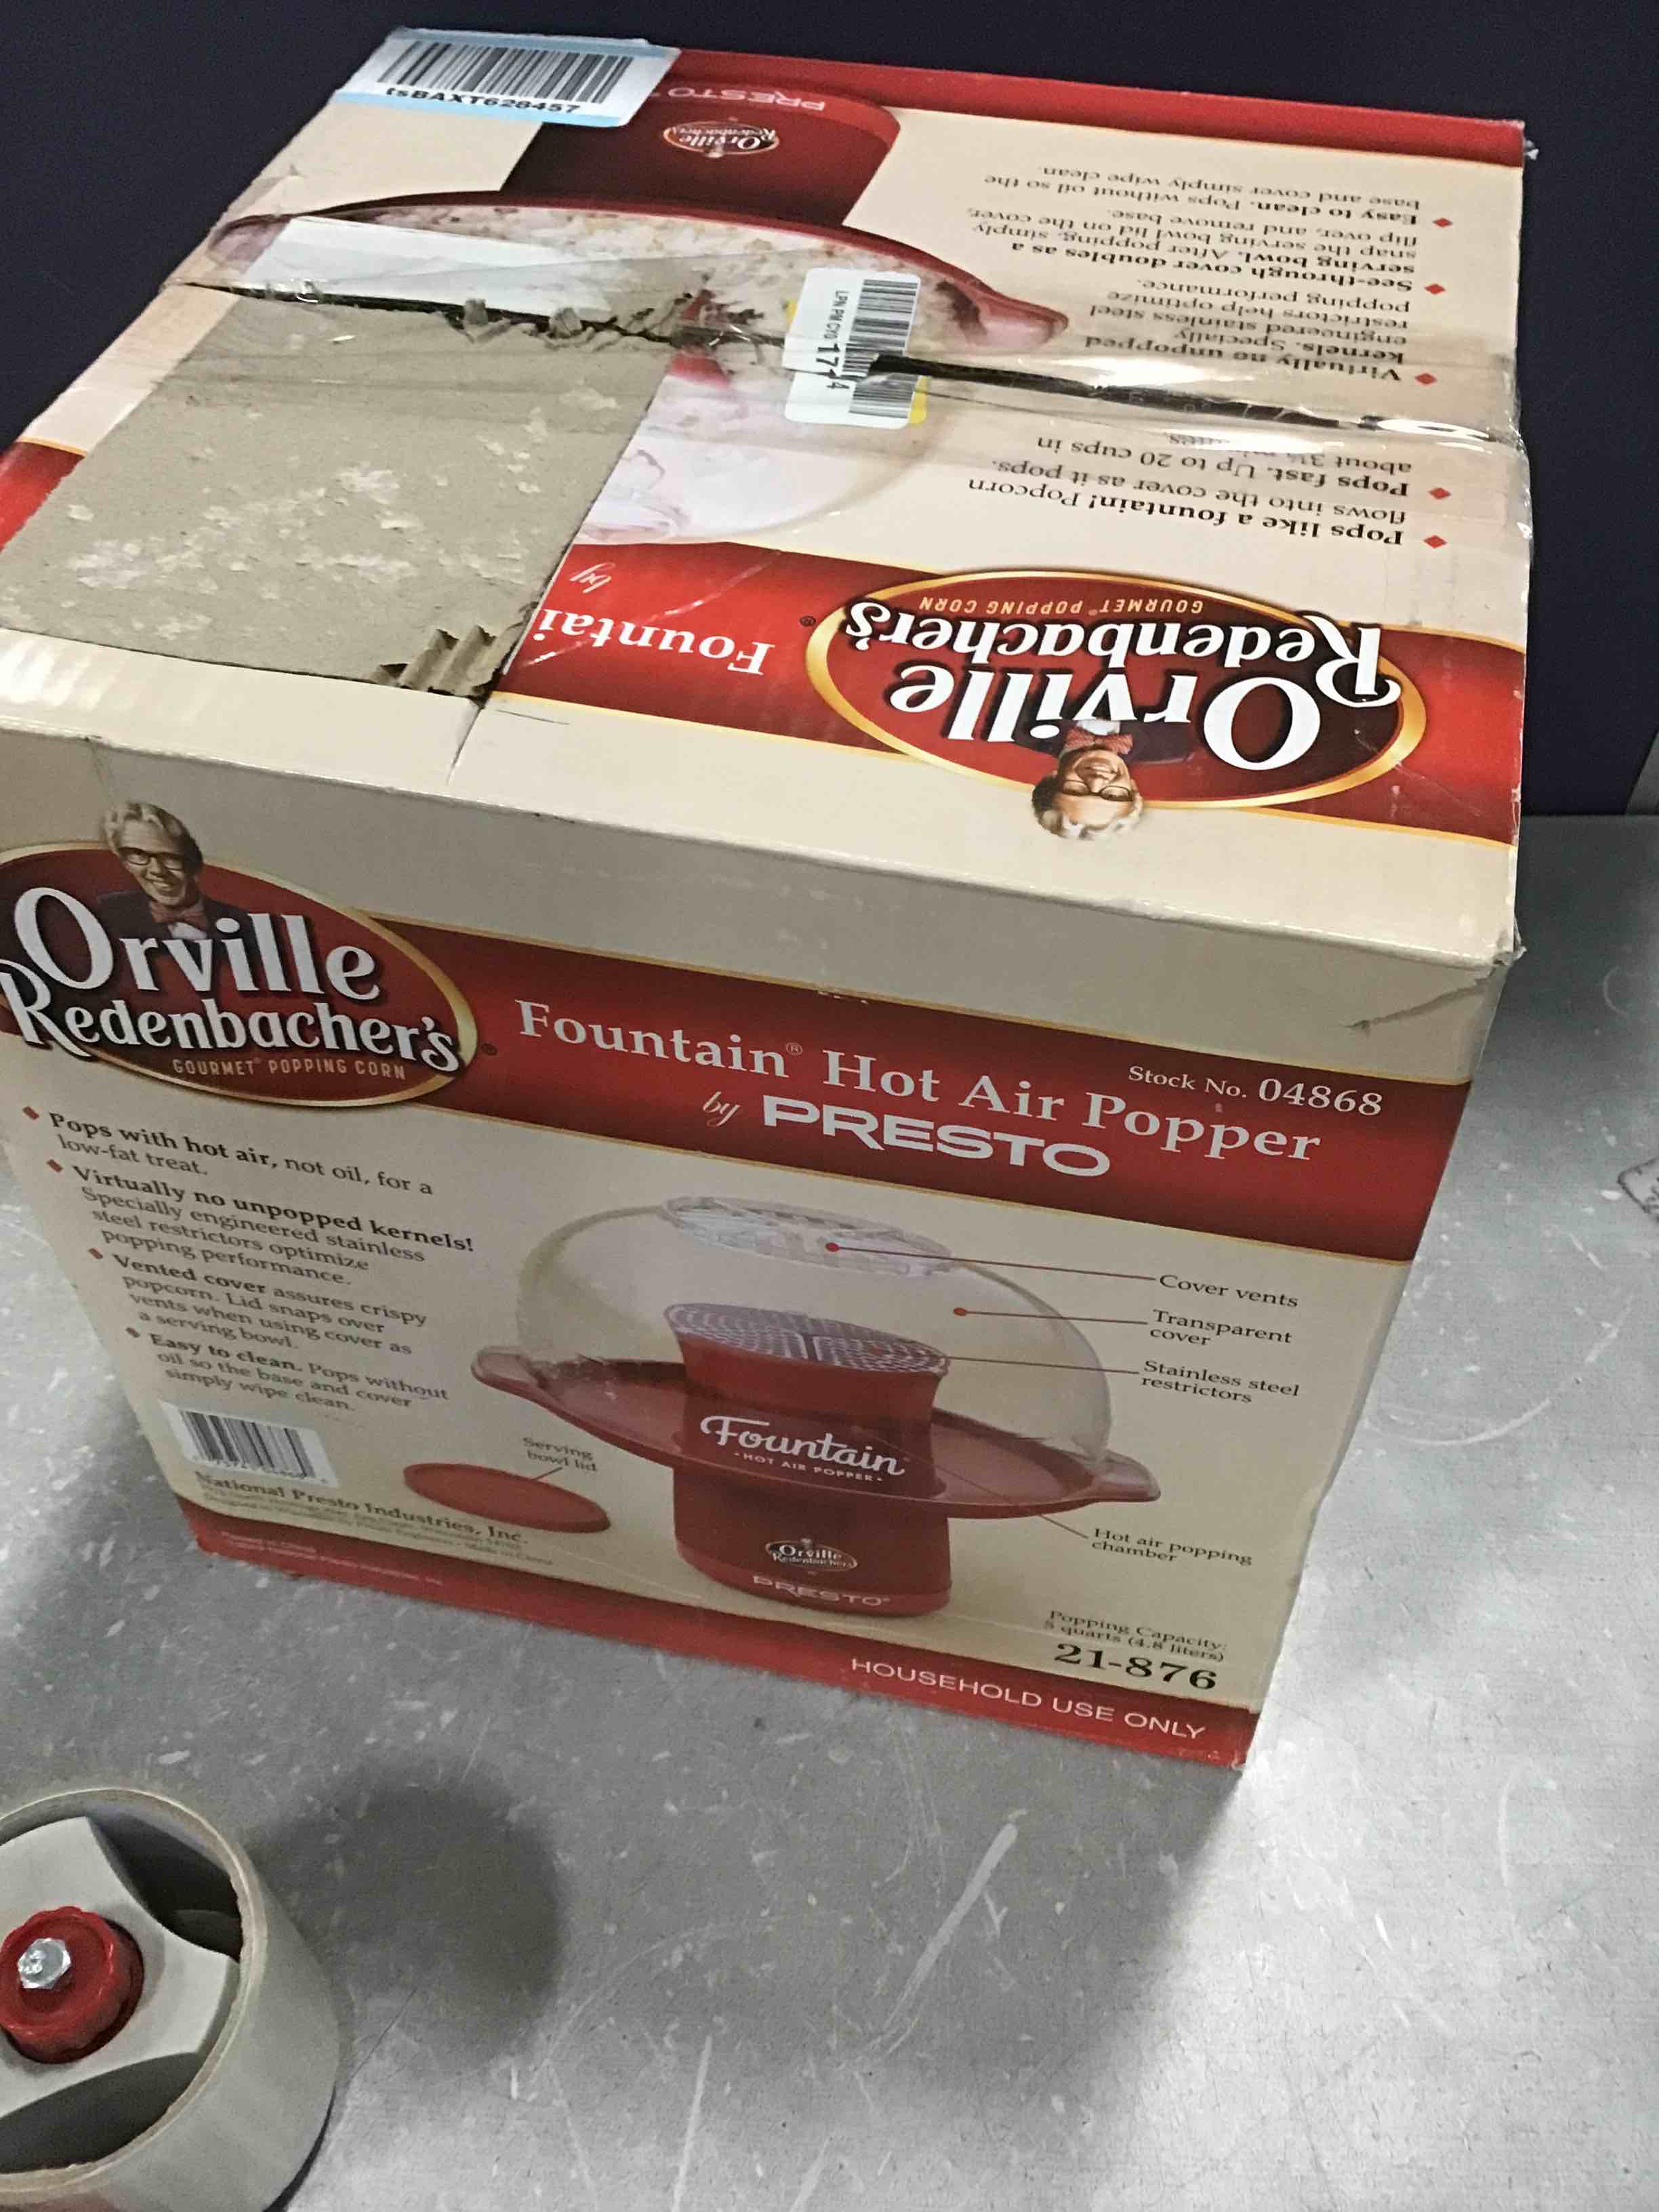 tsBAXT628457
PRESTO
Orville
Redenbacher's
Easy to clean. Pops without oil so the
base and cover simply wipe clean.
See-through cover doubles as a
serving bowl. After popping, simply
snap the serving bowl lid on the cover,
flip over, and remove base.
Virtually no unpopped
kernels. Specially
engineered stainless steel
restrictors help optimize
popping performance.
Pops fast. Up to 20 cups in
about
Pops like a fountain! Popcorn
flows into the cover as it pops.
Fountai
by
Orville
Redenbacher's®
GOURMET® POPPING CORN
Orville
Redenbacher's®
GOURMET® POPPING CORN
Fountain® Hot Air Popper
by PRESTO
Stock No. 04868
Pops with hot air, not oil, for a
low-fat treat.
Virtually no unpopped kernels!
Specially engineered stainless
steel restrictors optimize
popping performance.
Vented cover assures crispy
popcorn. Lid snaps over
vents when using cover as
a serving bowl.
Easy to clean. Pops without
oil so the base and cover
simply wipe clean.
Cover vents
Transparent
cover
Stainless steel
restrictors
Fountain
HOT AIR POPPER
Serving
bowl lid
Orville
Redenbacher's
PRESTO®
Hot air popping
chamber
National Presto Industries, Inc.
Popping Capacity:
5 quarts (4.8 liters)
21-876
HOUSEHOLD USE ONLY